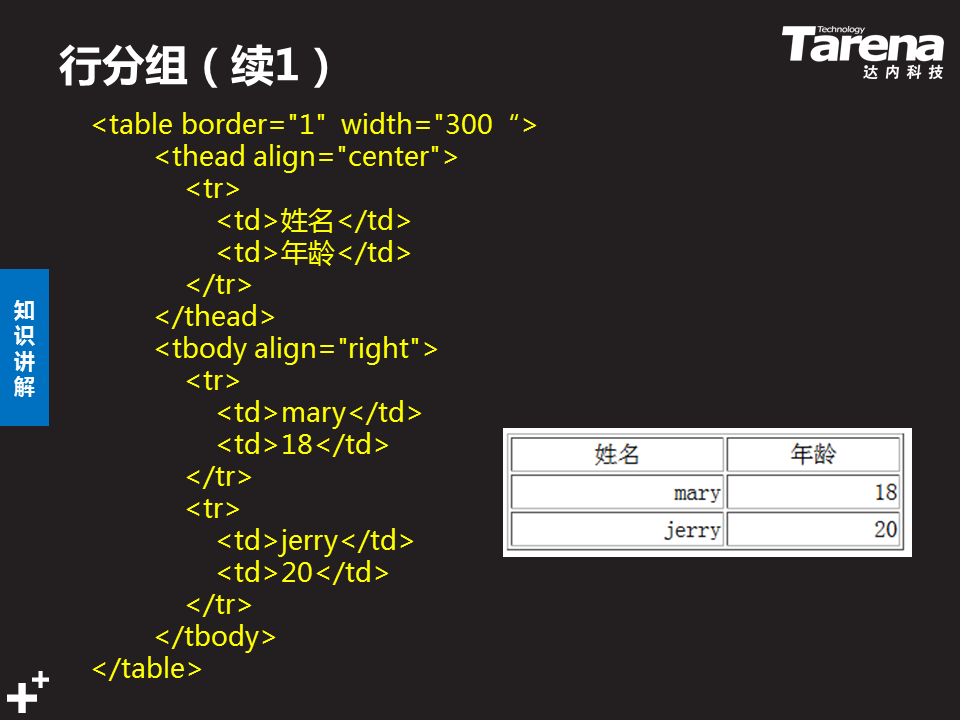 行分组（续1）
Technology
Tarena
达内科技
<table border="1"  width="300  “>
<thead align="center">
<tr>
<td>姓名</td>
<td>年龄</td>
</tr>
</thead>
<tbody align="right">
<tr>
<td>mary</td>
<td>18</td>
</tr>
<tr>
<td>jerry</td>
<td>20</td>
</tr>
</tbody>
</table>
知识讲解
姓名 年龄
mary 18
jerry 20